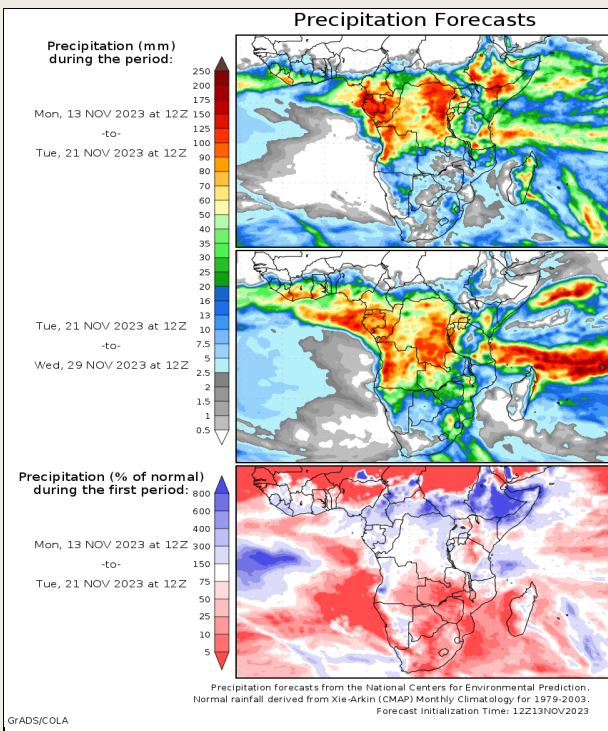 Precipitation Forecasts
Precipitation (mm)
during the period:
Mon, 13 NOV 2023 at 12Z
-to-
Tue, 21 NOV 2023 at 12Z
250
200
175
150
125
100
90
80
70
60
50
40
35
30
25
20
16
13
10
7.5
5
2.5
2
1.5
1
0.5
Tue, 21 NOV 2023 at 12Z
-to-
Wed, 29 NOV 2023 at 12Z
Precipitation (% of normal)
during the first period:
Mon, 13 NOV 2023 at 12Z
-to-
Tue, 21 NOV 2023 at 12Z
800
600
400
300
150
75
50
25
10
5
Precipitation forecasts from the National Centers for Environmental Prediction.
Normal rainfall derived from Xie-Arkin (CMAP) Monthly Climatology for 1979-2003.
Forecast Initialization Time: 12Z13NOV2023
GrADS/COLA